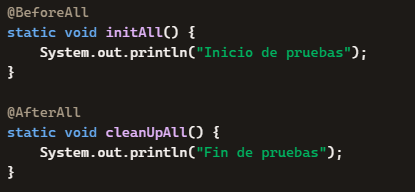 @BeforeAll
static void initAll() {
    System.out.println("Inicio de pruebas");
}

@AfterAll
static void cleanUpAll() {
    System.out.println("Fin de pruebas");
}